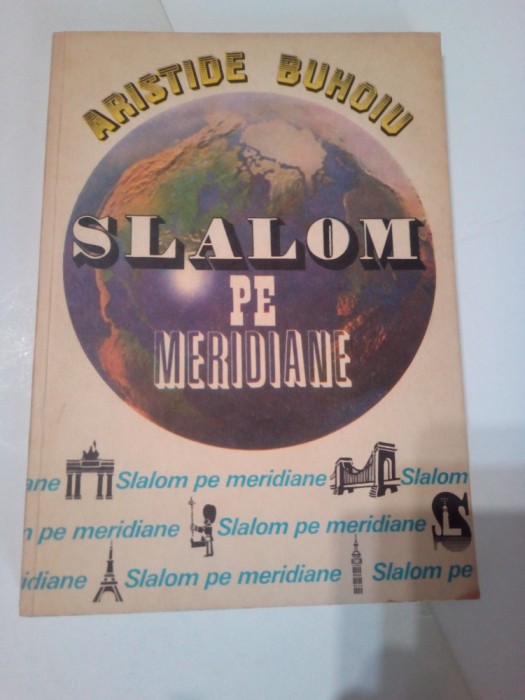 ARISTIDE BUHOIU
SLALOM
PE
MERIDIANE
ane Slalom pe meridiane Slalom
pe meridiane Slalom pe meridiane SL
idiane Slalom pe meridiane Slalom pe